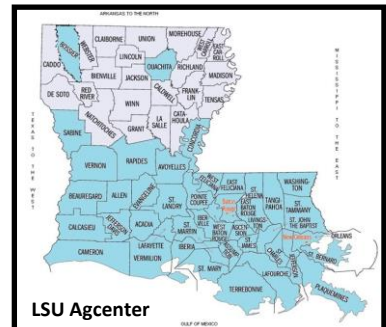 ARKANSAS TO THE NORTH
MOREHOUSE
CLAIBORNE
UNION
WEST CARROLL
EAST CARROLL
BOSSIER
WEBSTER
LINCOLN
OUACHITA
RICHLAND
MADISON
CADDO
BIENVILLE
JACKSON
CALDWELL
FRANKLIN
TENSAS
DE SOTO
RED RIVER
WINN
LA SALLE
CATAHOULA
NATCHITOCHES
GRANT
CONCORDIA
SABINE
TEXAS TO THE WEST
MISSISSIPPI TO THE EAST
VERNON
RAPIDES
AVOYELLES
WEST FELICIANA
EAST FELICIANA
ST. HELENA
WASHINGTON
BEAUREGARD
ALLEN
EVANGELINE
ST. LANDRY
POINTE COUPEE
EAST BATON ROUGE
TANGIPAHOA
ST. TAMMANY
LIVINGSTON
CALCASIEU
JEFFERSON DAVIS
ACADIA
ST. MARTIN
IBERVILLE
WEST BATON ROUGE
ASCENSION
ST. JAMES
ST. JOHN THE BAPTIST
ORLEANS
CAMERON
LAFAYETTE
VERMILION
IBERIA
ST. MARY
ST. CHARLES
JEFFERSON
ST. BERNARD
LAFOURCHE
TERREBONNE
PLAQUEMINES
LSU Agcenter
GULF OF MEXICO